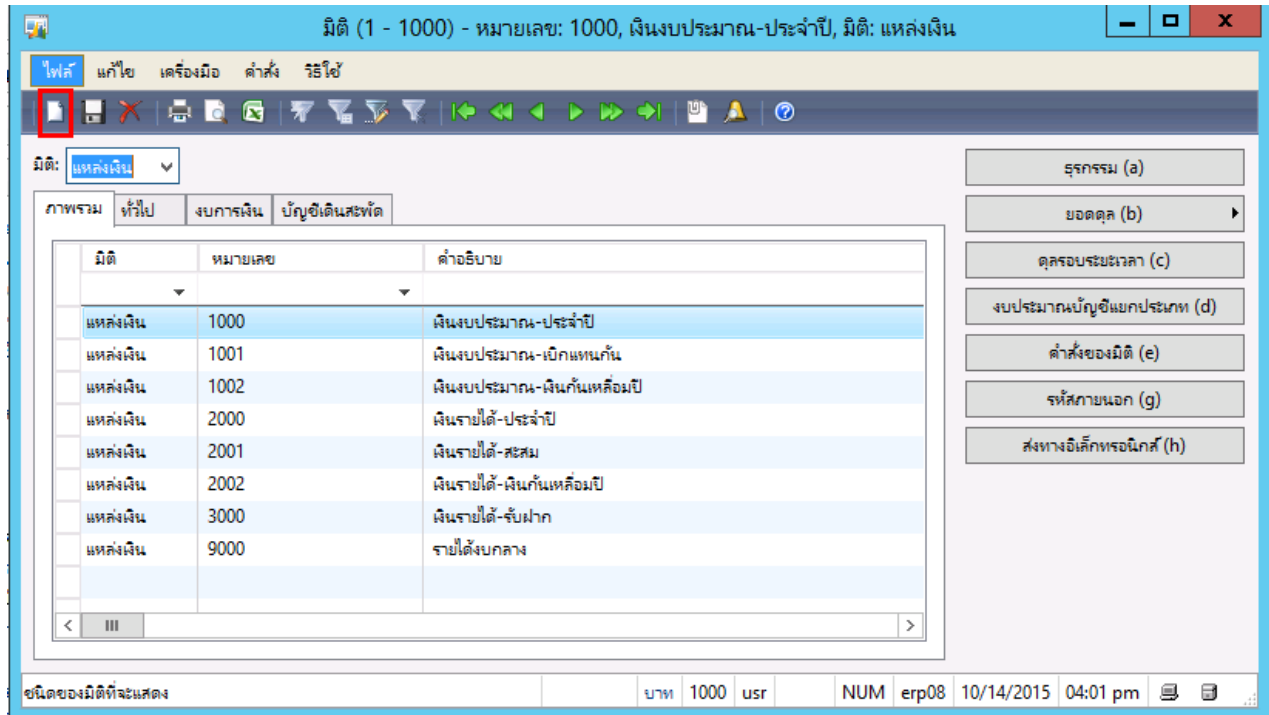 มิติ (1 - 1000) - หมายเลข: 1000, เงินงบประมาณ-ประจำปี, มิติ: แหล่งเงิน
ไฟล์ แก้ไข เครื่องมือ คำสั่ง วิธีใช้
มิติ: แหล่งเงิน
ภาพรวม ทั่วไป งบการเงิน บัญชีเดินสะพัด
มิติ หมายเลข คำอธิบาย
แหล่งเงิน 1000 เงินงบประมาณ-ประจำปี
แหล่งเงิน 1001 เงินงบประมาณ-เบิกแทนกัน
แหล่งเงิน 1002 เงินงบประมาณ-เงินกันเหลื่อมปี
แหล่งเงิน 2000 เงินรายได้-ประจำปี
แหล่งเงิน 2001 เงินรายได้-สะสม
แหล่งเงิน 2002 เงินรายได้-เงินกันเหลื่อมปี
แหล่งเงิน 3000 เงินรายได้-รับฝาก
แหล่งเงิน 9000 รายได้งบกลาง
ธุรกรรม (a)
ยอดดุล (b)
ดุลรอบระยะเวลา (c)
งบประมาณบัญชีแยกประเภท (d)
คำสั่งของมิติ (e)
รหัสภายนอก (g)
ส่งทางอิเล็กทรอนิกส์ (h)
ชนิดของมิติที่จะแสดง บาท 1000 usr NUM erp08 10/14/2015 04:01 pm